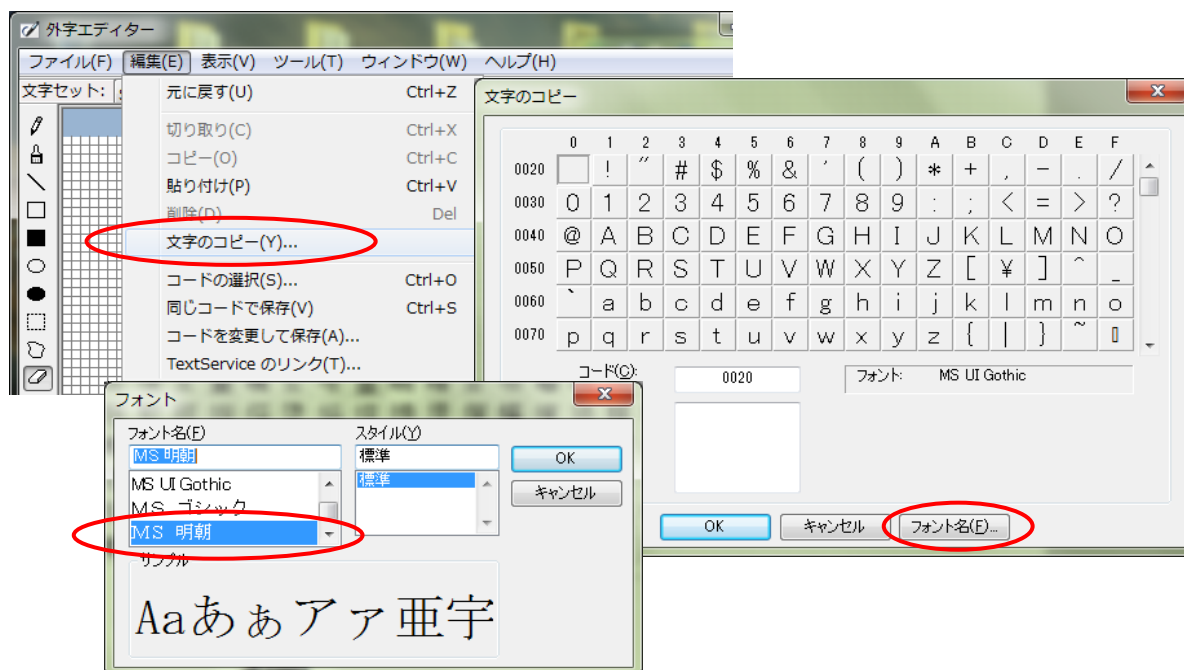 外字エディター
ファイル(F) 編集(E) 表示(V) ツール(T) ウィンドウ(W) ヘルプ(H)
文字セット:
元に戻す(U) Ctrl+Z
切り取り(C) Ctrl+X
コピー(O) Ctrl+C
貼り付け(P) Ctrl+V
削除(D) Del
文字のコピー(Y)...
コードの選択(S)... Ctrl+O
同じコードで保存(V) Ctrl+S
コードを変更して保存(A)...
TextService のリンク(T)...
文字のコピー
0 1 2 3 4 5 6 7 8 9 A B C D E F
0020 ! " # $ % & ' ( ) * + , - . /
0030 0 1 2 3 4 5 6 7 8 9 : ; < = > ?
0040 @ A B C D E F G H I J K L M N O
0050 P Q R S T U V W X Y Z [ ¥ ] ^ _
0060 ` a b c d e f g h i j k l m n o
0070 p q r s t u v w x y z { | } ~ ▯
コード(C): 0020 フォント: MS UI Gothic
OK キャンセル フォント名(F)...
フォント
フォント名(F) スタイル(Y)
MS 明朝 標準 OK
MS UI Gothic 標準 キャンセル
MS ゴシック
MS 明朝
サンプル
Aaあぁアァ亜宇